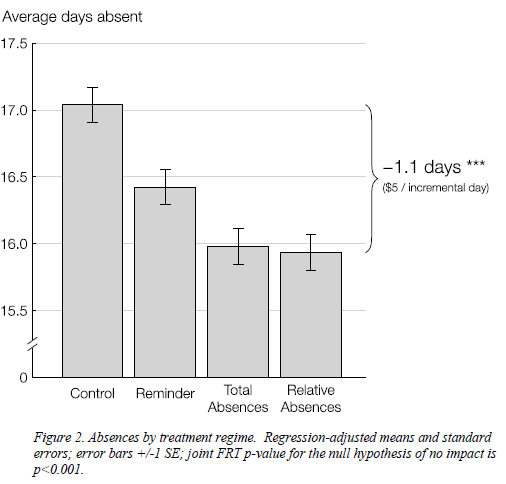 Average days absent
17.5
17.0
16.5
16.0
15.5
0
−1.1 days ***
($5 / incremental day)
Control
Reminder
Total
Absences
Relative
Absences
Figure 2. Absences by treatment regime.  Regression-adjusted means and standard
errors; error bars +/-1 SE; joint FRT p-value for the null hypothesis of no impact is
p<0.001.